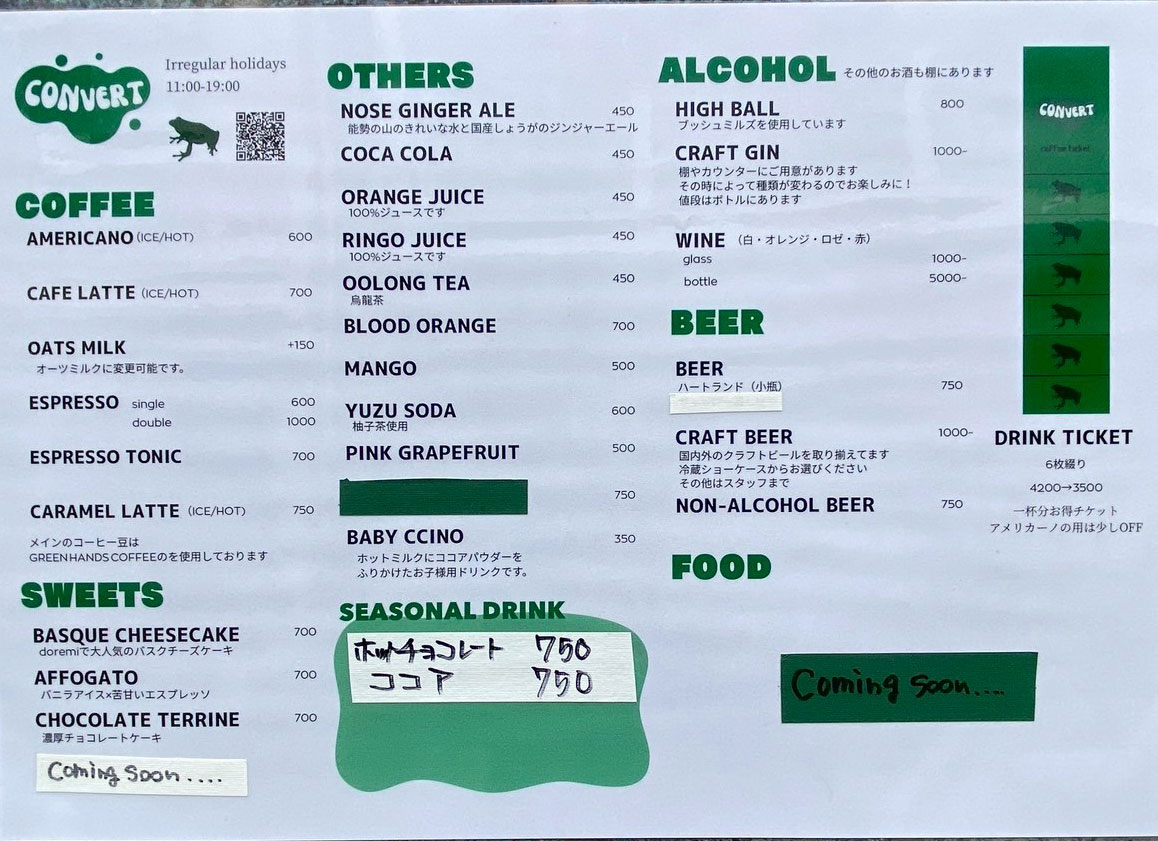 CONVERT
Irregular holidays
11:00-19:00
COFFEE
AMERICANO (ICE/HOT) 600
CAFE LATTE (ICE/HOT) 700
OATS MILK +150
オーツミルクに変更可能です。
ESPRESSO single 600
double 1000
ESPRESSO TONIC 700
CARAMEL LATTE (ICE/HOT) 750
メインのコーヒー豆は
GREEN HANDS COFFEEのを使用しております
SWEETS
BASQUE CHEESECAKE 700
doremiで大人気のバスクチーズケーキ
AFFOGATO 700
バニラアイス×苦甘いエスプレッソ
CHOCOLATE TERRINE 700
濃厚チョコレートケーキ
Coming soon....
OTHERS
NOSE GINGER ALE 450
能勢の山のきれいな水と国産しょうがのジンジャーエール
COCA COLA 450
ORANGE JUICE 450
100%ジュースです
RINGO JUICE 450
100%ジュースです
OOLONG TEA 450
烏龍茶
BLOOD ORANGE 700
MANGO 500
YUZU SODA 600
柚子茶使用
PINK GRAPEFRUIT 500
750
BABY CCINO 350
ホットミルクにココアパウダーを
ふりかけたお子様用ドリンクです。
SEASONAL DRINK
ホットチョコレート 750
ココア 750
ALCOHOL その他のお酒も棚にあります
HIGH BALL 800
ブッシュミルズを使用しています
CRAFT GIN 1000-
棚やカウンターにご用意があります
その時によって種類が変わるのでお楽しみに！
値段はボトルにあります
WINE （白・オレンジ・ロゼ・赤）
glass 1000-
bottle 5000-
BEER
BEER 750
ハートランド（小瓶）
CRAFT BEER 1000-
国内外のクラフトビールを取り揃えてます
冷蔵ショーケースからお選びください
その他はスタッフまで
NON-ALCOHOL BEER 750
FOOD
Coming soon....
CONVERT
coffee ticket
DRINK TICKET
6枚綴り
4200→3500
一杯分お得チケット
アメリカーノの用は少しOFF